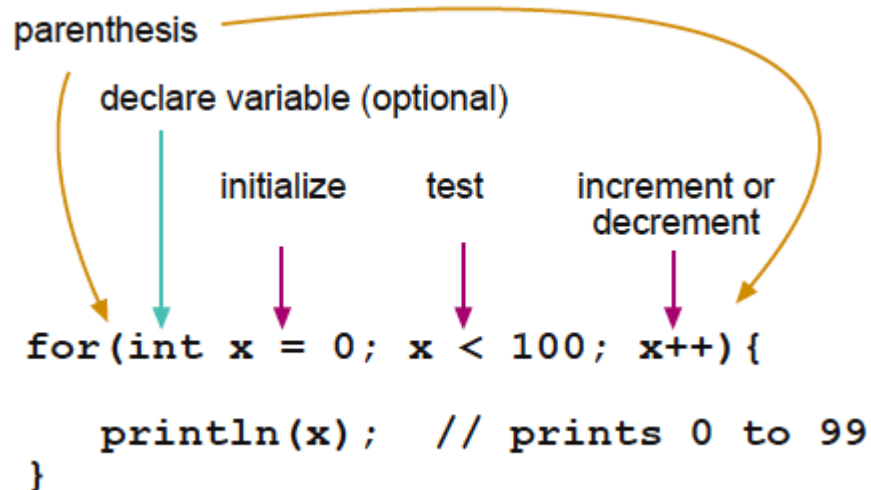 parenthesis
declare variable (optional)
initialize
test
increment or
decrement
for(int x = 0; x < 100; x++){
println(x);  // prints 0 to 99
}